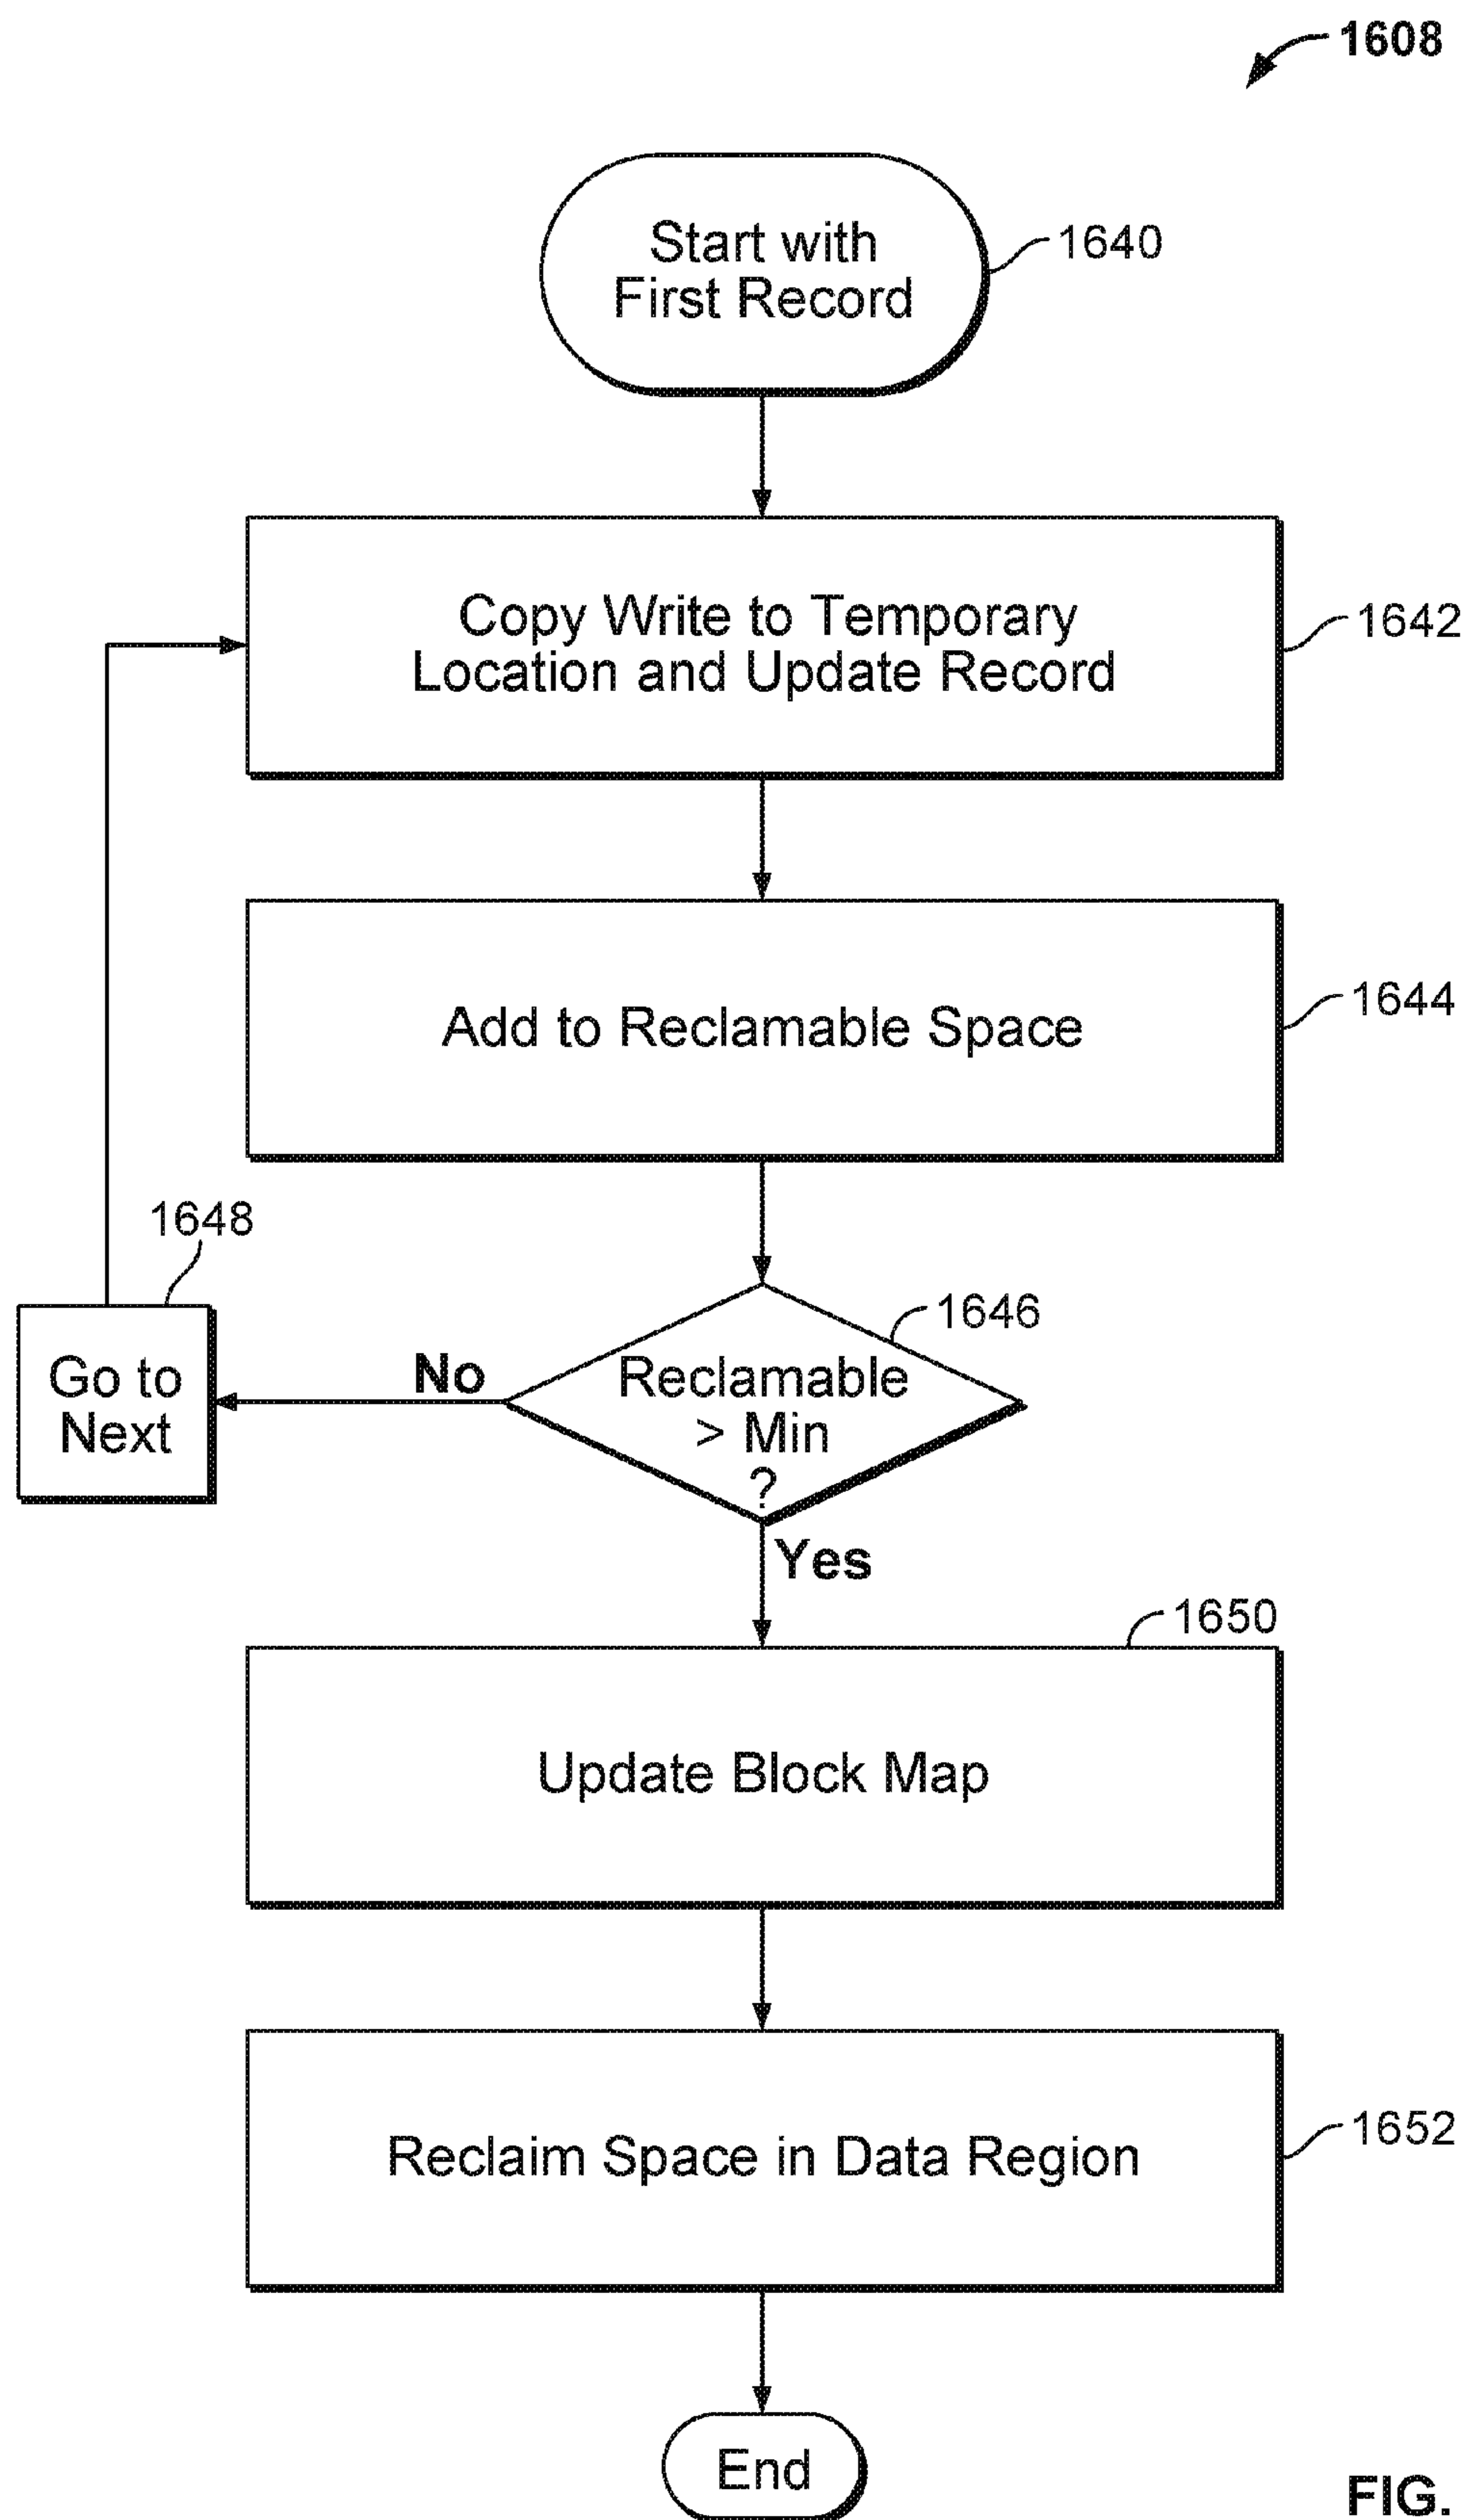 1608
Start with
First Record
1640
Copy Write to Temporary
Location and Update Record
1642
Add to Reclamable Space
1644
1648
Go to
Next
No
Reclamable
> Min
?
1646
Yes
1650
Update Block Map
Reclaim Space in Data Region
1652
End
FIG.